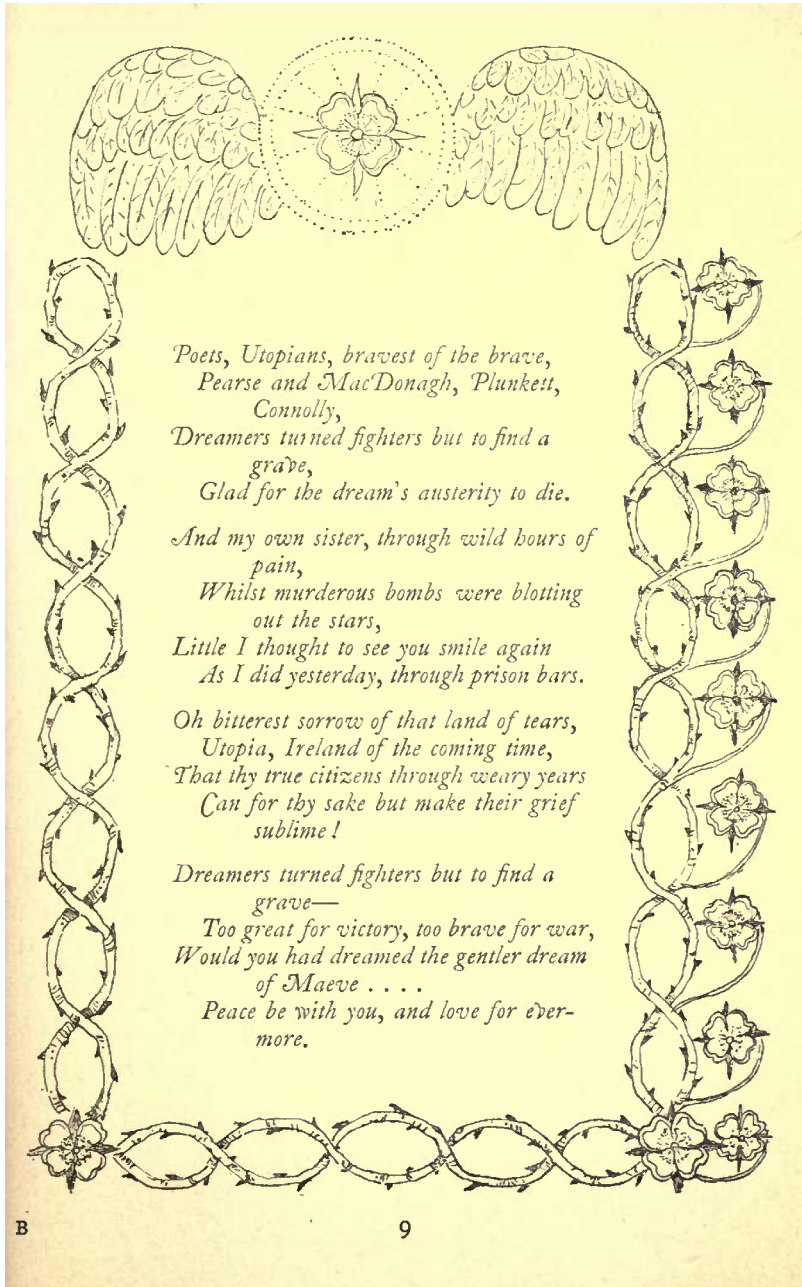 Poets, Utopians, bravest of the brave,
Pearse and MacDonagh, Plunkett,
Connolly,
Dreamers turned fighters but to find a
grave,
Glad for the dream's austerity to die.
And my own sister, through wild hours of
pain,
Whilst murderous bombs were blotting
out the stars,
Little I thought to see you smile again
As I did yesterday, through prison bars.
Oh bitterest sorrow of that land of tears,
Utopia, Ireland of the coming time,
That thy true citizens through weary years
Can for thy sake but make their grief
sublime !
Dreamers turned fighters but to find a
grave—
Too great for victory, too brave for war,
Would you had dreamed the gentler dream
of Maeve . . . .
Peace be with you, and love for ever-
more.
B 9